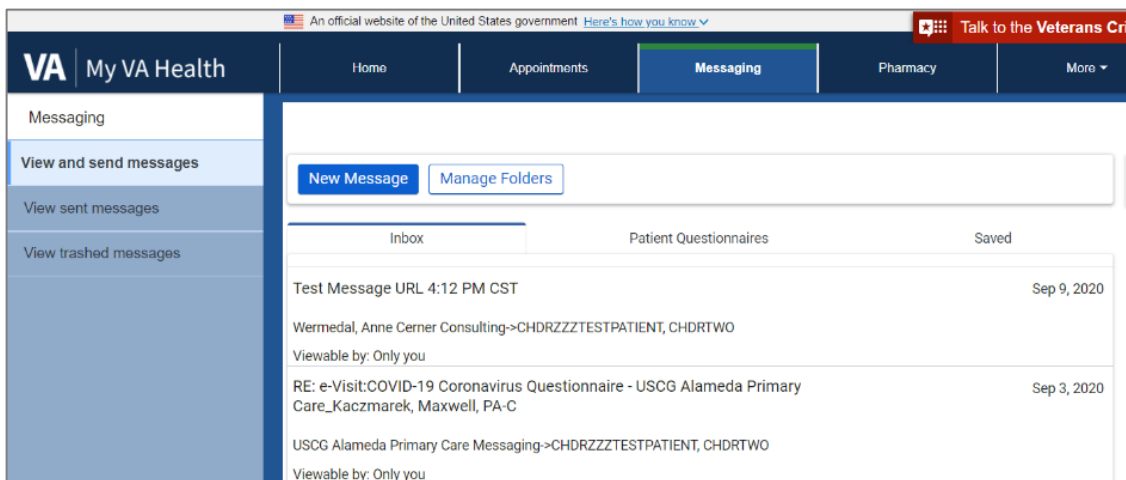 An official website of the United States government Here's how you know
Talk to the Veterans
VA My VA Health
Home
Appointments
Messaging
Pharmacy
More
Messaging
View and send messages
View sent messages
View trashed messages
New Message
Manage Folders
Inbox
Patient Questionnaires
Saved
Test Message URL 4:12 PM CST
Sep 9, 2020
Wermedal, Anne Cerner Consulting->CHDRZZZTESTPATIENT, CHDRTWO
Viewable by: Only you
RE: e-Visit:COVID-19 Coronavirus Questionnaire - USCG Alameda Primary
Sep 3, 2020
Care_Kaczmarek, Maxwell, PA-C
USCG Alameda Primary Care Messaging->CHDRZZZTESTPATIENT, CHDRTWO
Viewable by: Only you